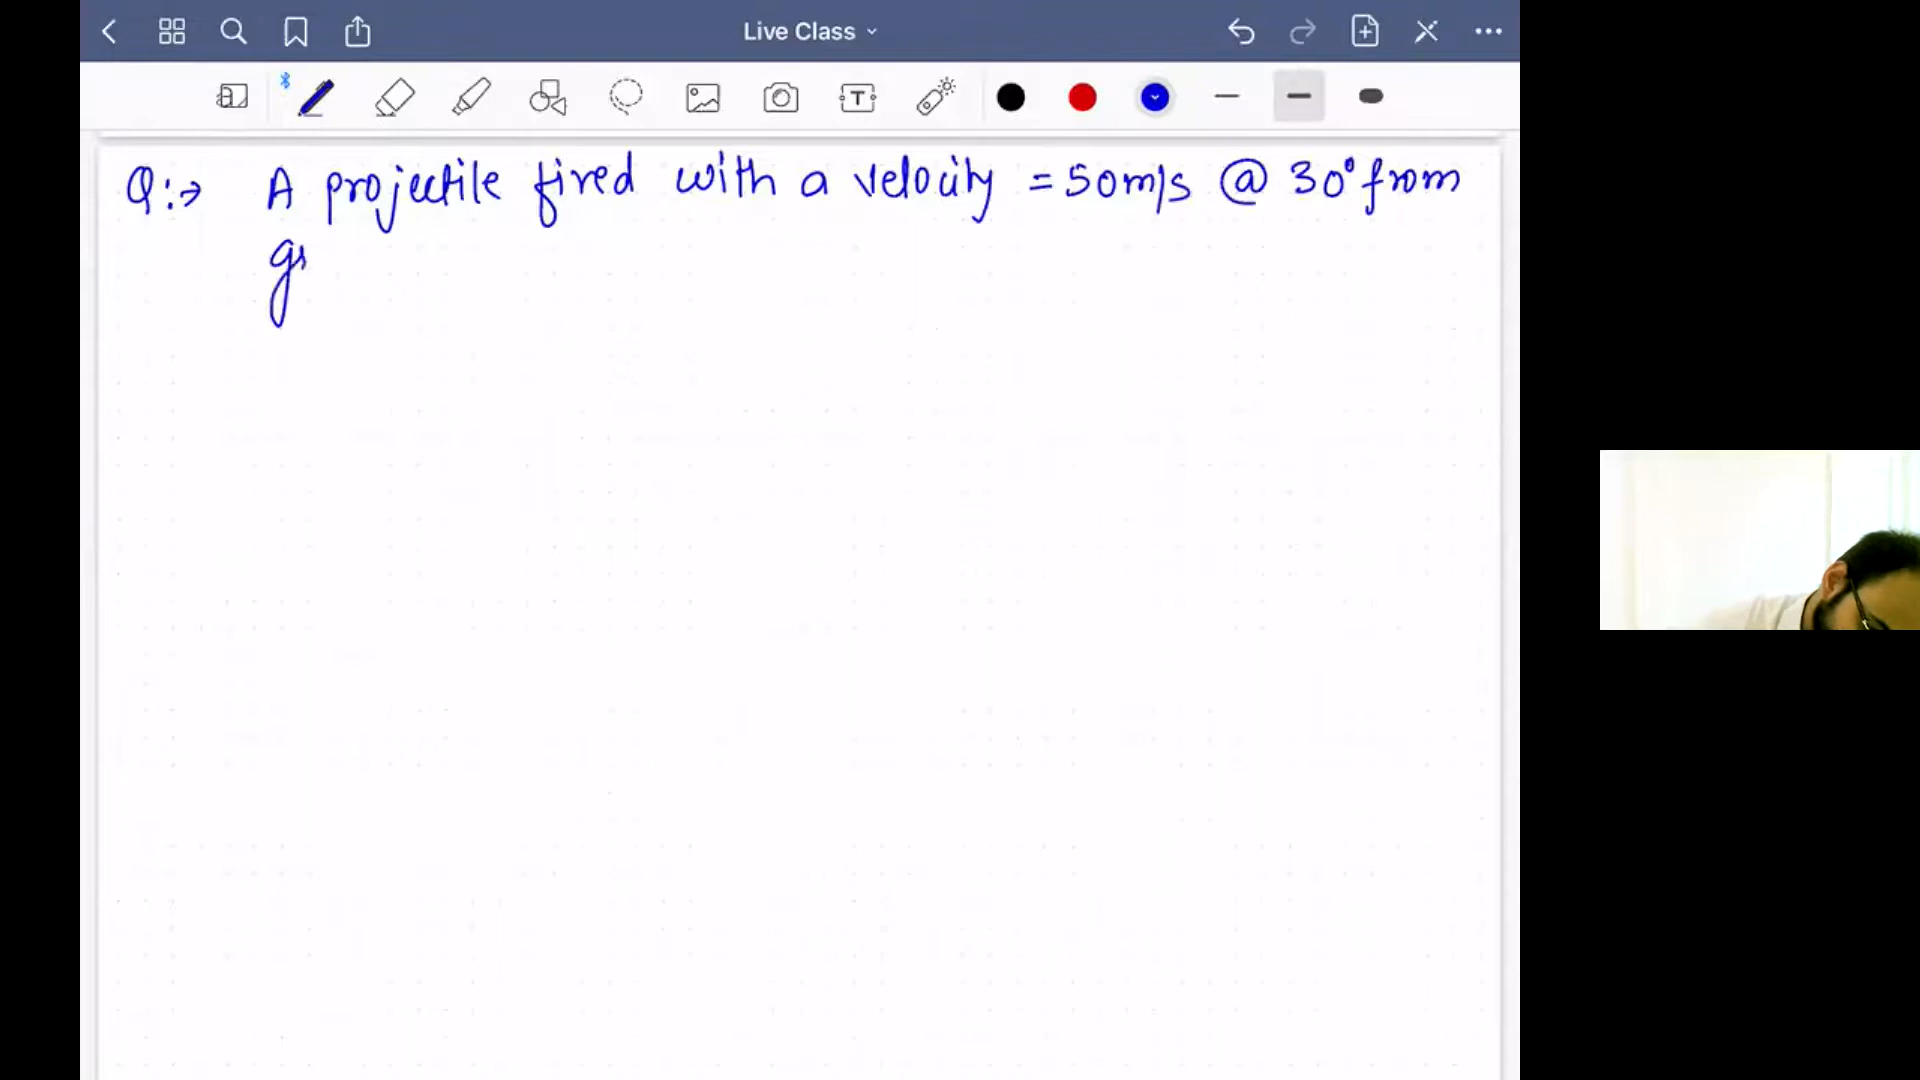 Live Class
Q:→ A projectile fired with a velocity = 50m/s @ 30° from
gr